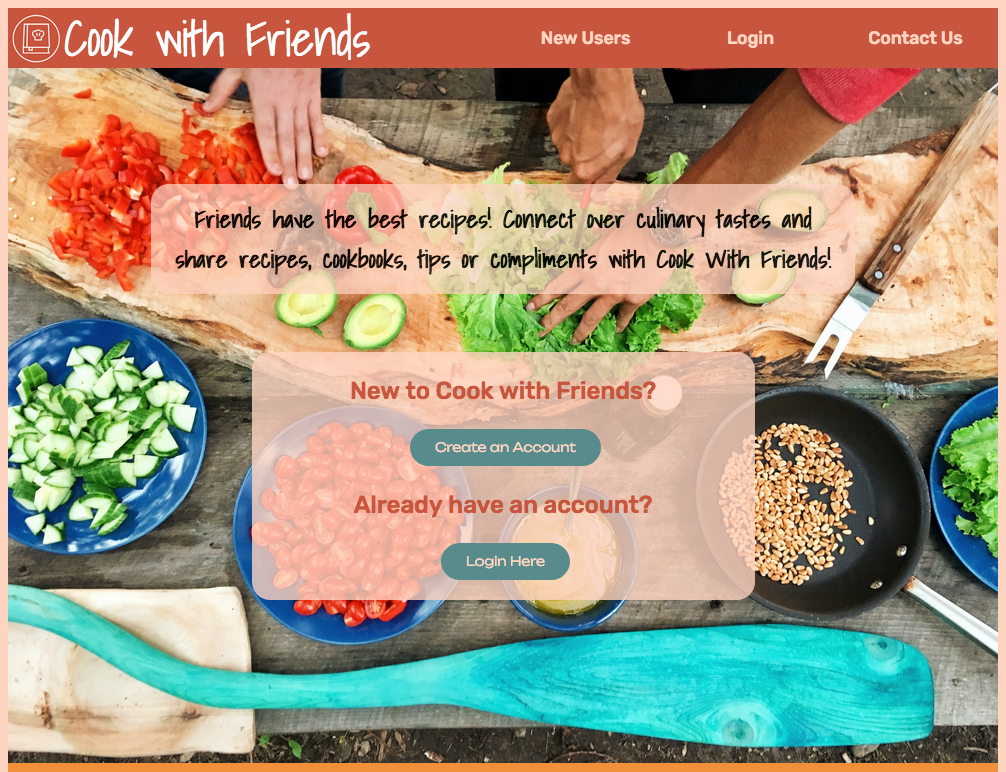 Cook with Friends
New Users
Login
Contact Us
Friends have the best recipes! Connect over culinary tastes and
share recipes, cookbooks, tips or compliments with Cook With Friends!
New to Cook with Friends?
Create an Account
Already have an account?
Login Here